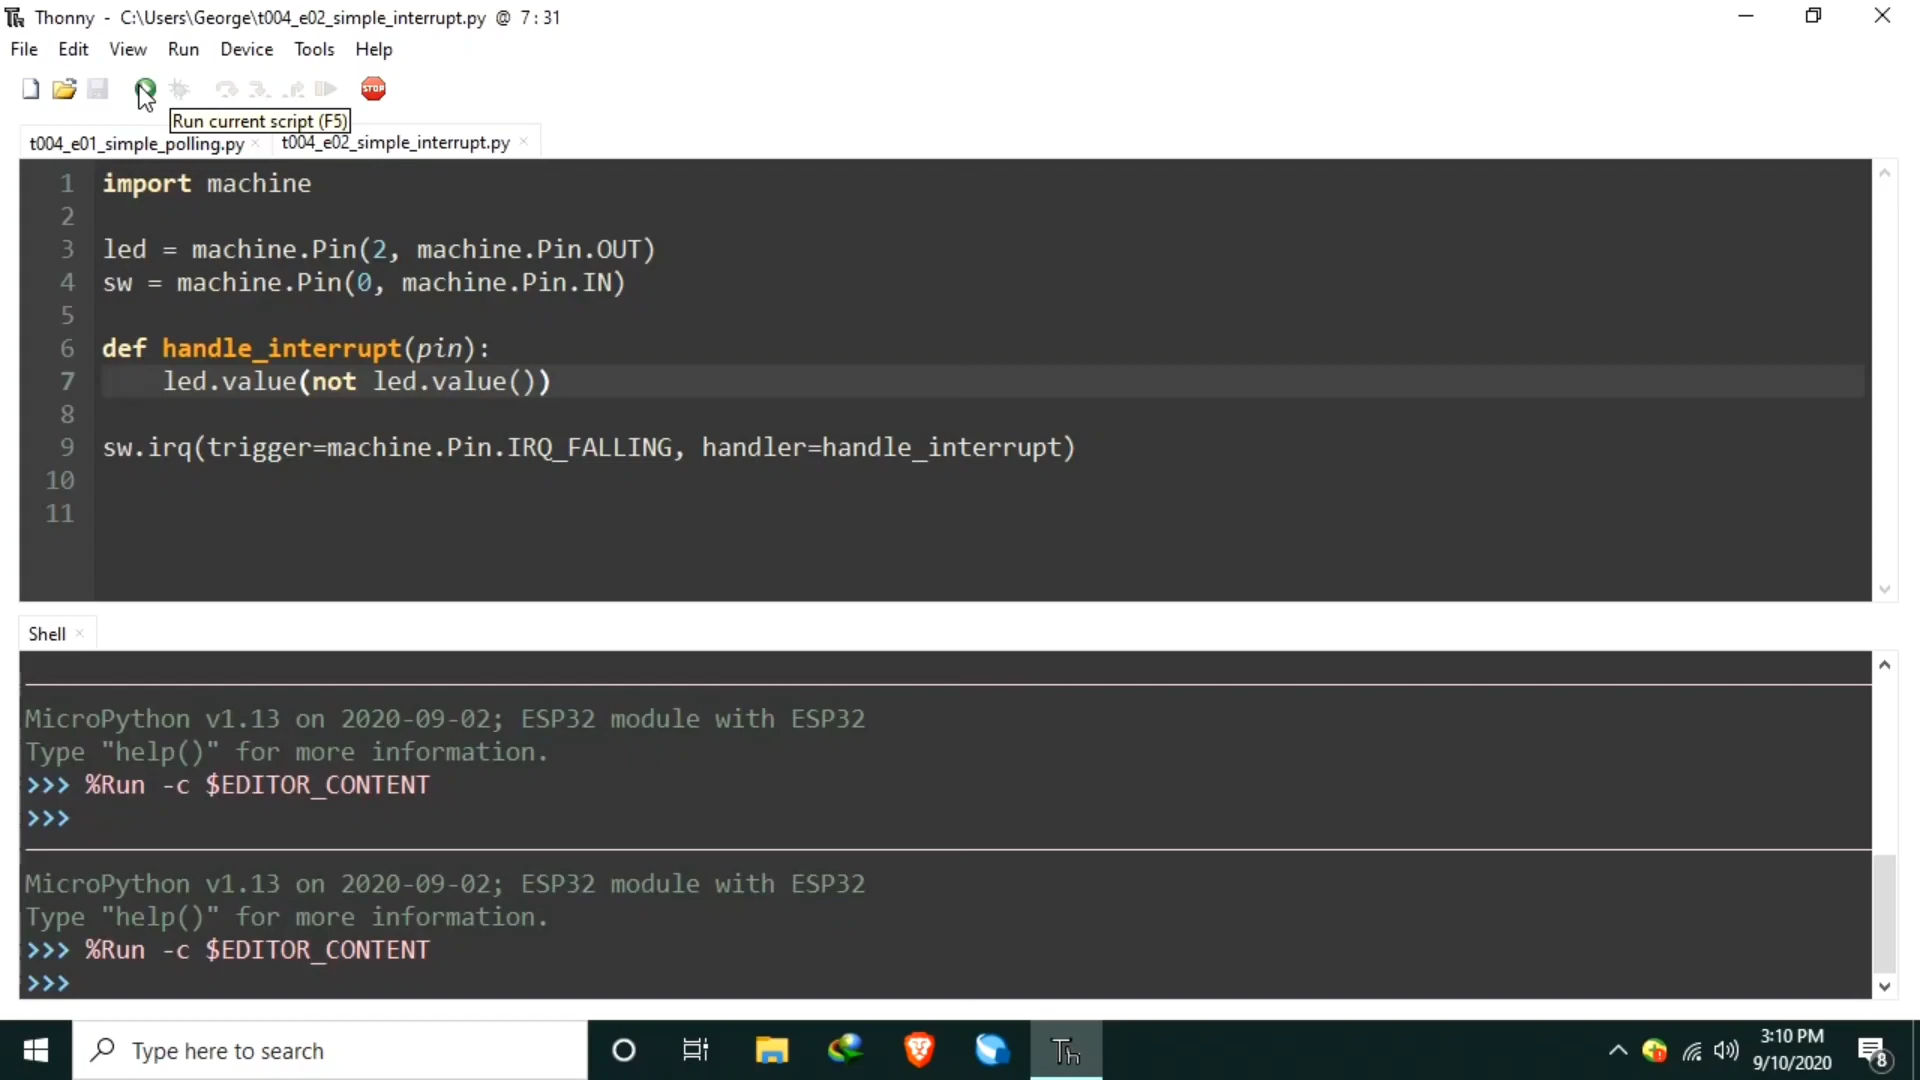 Thonny - C:\Users\George\t004_e02_simple_interrupt.py @ 7 : 31
File Edit View Run Device Tools Help
STOP
Run current script (F5)
t004_e01_simple_polling.py × t004_e02_simple_interrupt.py ×
1 import machine
2
3 led = machine.Pin(2, machine.Pin.OUT)
4 sw = machine.Pin(0, machine.Pin.IN)
5
6 def handle_interrupt(pin):
7     led.value(not led.value())
8
9 sw.irq(trigger=machine.Pin.IRQ_FALLING, handler=handle_interrupt)
10
11
Shell ×
MicroPython v1.13 on 2020-09-02; ESP32 module with ESP32
Type "help()" for more information.
>>> %Run -c $EDITOR_CONTENT
>>>
MicroPython v1.13 on 2020-09-02; ESP32 module with ESP32
Type "help()" for more information.
>>> %Run -c $EDITOR_CONTENT
>>>
Type here to search
Th
3:10 PM
9/10/2020
8